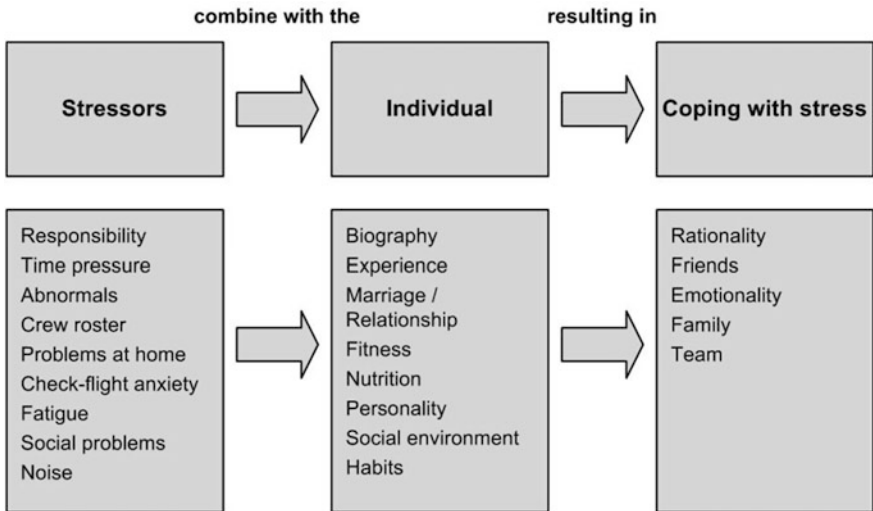 combine with the
resulting in
Stressors
Individual
Coping with stress
Responsibility
Time pressure
Abnormals
Crew roster
Problems at home
Check-flight anxiety
Fatigue
Social problems
Noise
Biography
Experience
Marriage /
Relationship
Fitness
Nutrition
Personality
Social environment
Habits
Rationality
Friends
Emotionality
Family
Team